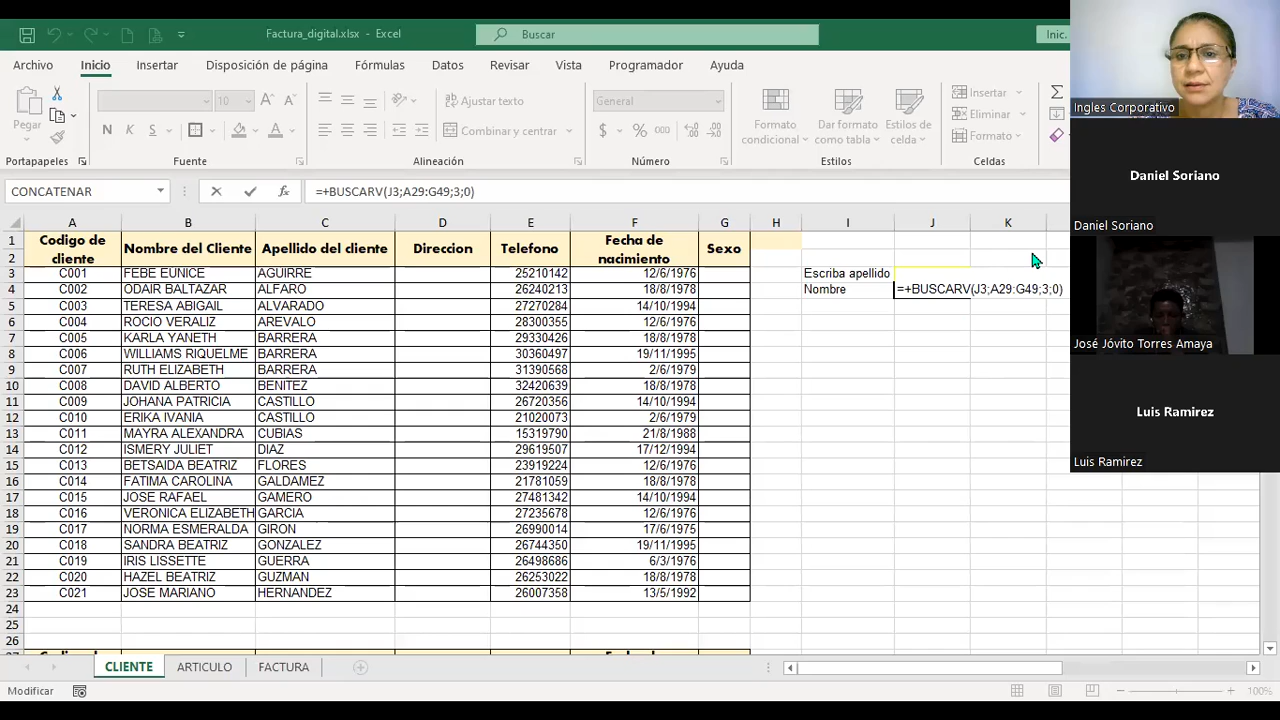 Factura_digital.xlsx - Excel
Buscar
Inic.
Archivo Inicio Insertar Disposición de página Fórmulas Datos Revisar Vista Programador Ayuda
Pegar
10
N K S
Ajustar texto
Combinar y centrar
General
$ % 000
Formato condicional
Dar formato como tabla
Estilos de celda
Insertar
Eliminar
Formato
Portapapeles Fuente Alineación Número Estilos Celdas
CONCATENAR
=+BUSCARV(J3;A29:G49;3;0)
A B C D E F G H I J K
1 Codigo de cliente Nombre del Cliente Apellido del cliente Direccion Telefono Fecha de nacimiento Sexo
2
3 C001 FEBE EUNICE AGUIRRE 25210142 12/6/1976 Escriba apellido
4 C002 ODAIR BALTAZAR ALFARO 26240213 18/8/1978 Nombre =+BUSCARV(J3;A29:G49;3;0)
5 C003 TERESA ABIGAIL ALVARADO 27270284 14/10/1994
6 C004 ROCIO VERALIZ AREVALO 28300355 12/6/1976
7 C005 KARLA YANETH BARRERA 29330426 18/8/1978
8 C006 WILLIAMS RIQUELME BARRERA 30360497 19/11/1995
9 C007 RUTH ELIZABETH BARRERA 31390568 2/6/1979
10 C008 DAVID ALBERTO BENITEZ 32420639 18/8/1978
11 C009 JOHANA PATRICIA CASTILLO 26720356 14/10/1994
12 C010 ERIKA IVANIA CASTILLO 21020073 2/6/1979
13 C011 MAYRA ALEXANDRA CUBIAS 15319790 21/8/1988
14 C012 ISMERY JULIET DIAZ 29619507 17/12/1994
15 C013 BETSAIDA BEATRIZ FLORES 23919224 12/6/1976
16 C014 FATIMA CAROLINA GALDAMEZ 21781059 18/8/1978
17 C015 JOSE RAFAEL GAMERO 27481342 14/10/1994
18 C016 VERONICA ELIZABETH GARCIA 27235678 12/6/1976
19 C017 NORMA ESMERALDA GIRON 26990014 17/6/1975
20 C018 SANDRA BEATRIZ GONZALEZ 26744350 19/11/1995
21 C019 IRIS LISSETTE GUERRA 26498686 6/3/1976
22 C020 HAZEL BEATRIZ GUZMAN 26253022 18/8/1978
23 C021 JOSE MARIANO HERNANDEZ 26007358 13/5/1992
24
25
26
CLIENTE ARTICULO FACTURA
Modificar
100%
Ingles Corporativo
Daniel Soriano
Daniel Soriano
José Jóvito Torres Amaya
Luis Ramirez
Luis Ramirez